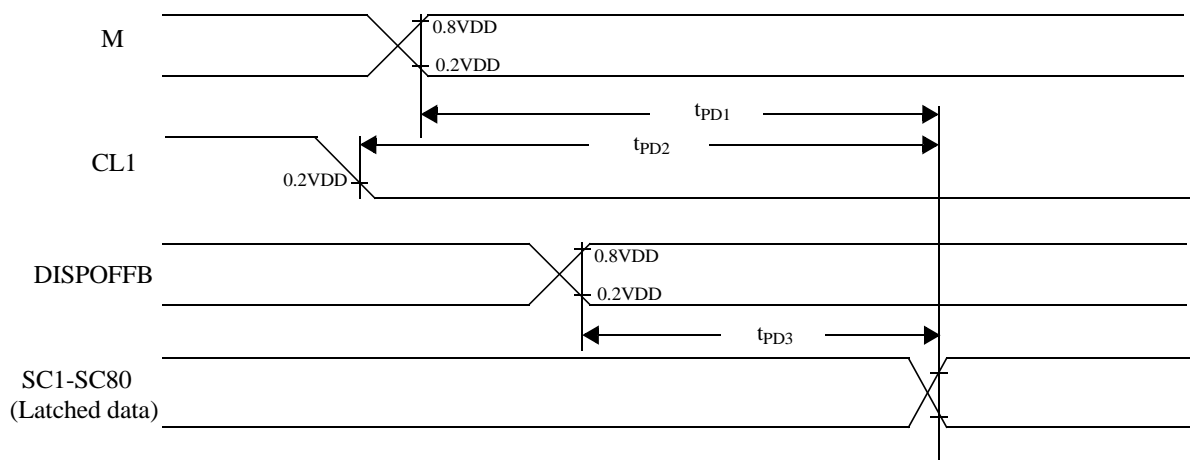 M
0.8VDD
0.2VDD
tPD1
CL1
tPD2
0.2VDD
DISPOFFB
0.8VDD
0.2VDD
tPD3
SC1-SC80
(Latched data)